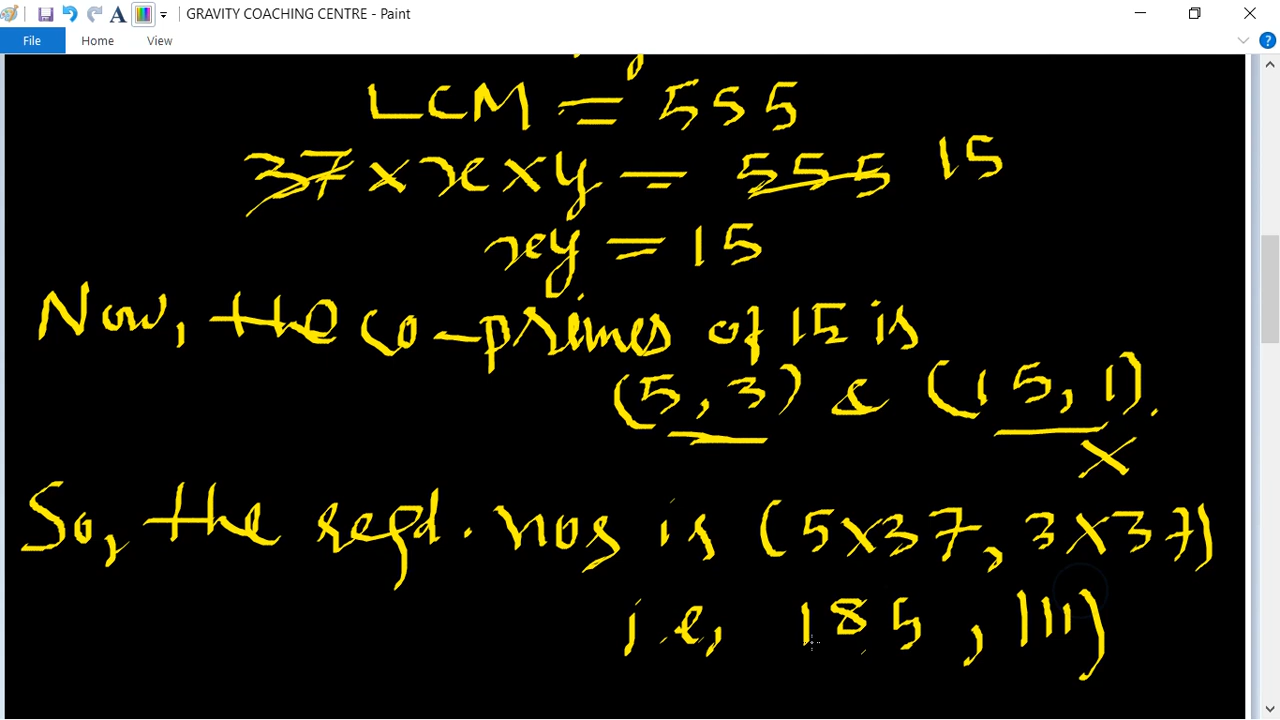 GRAVITY COACHING CENTRE - Paint
File Home View
LCM = 555
37 × x × y = 555 15
xy = 15
Now, the co-primes of 15 is
(5, 3) & (15, 1).
×
So, the reqd. nos is (5×37, 3×37)
i.e, 185, 111)